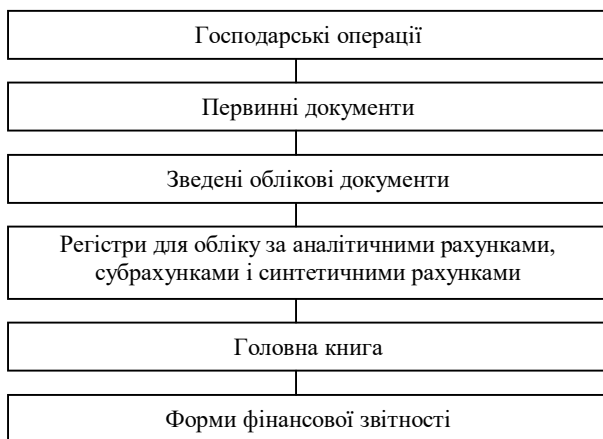 Господарські операції
Первинні документи
Зведені облікові документи
Регістри для обліку за аналітичними рахунками,
субрахунками і синтетичними рахунками
Головна книга
Форми фінансової звітності